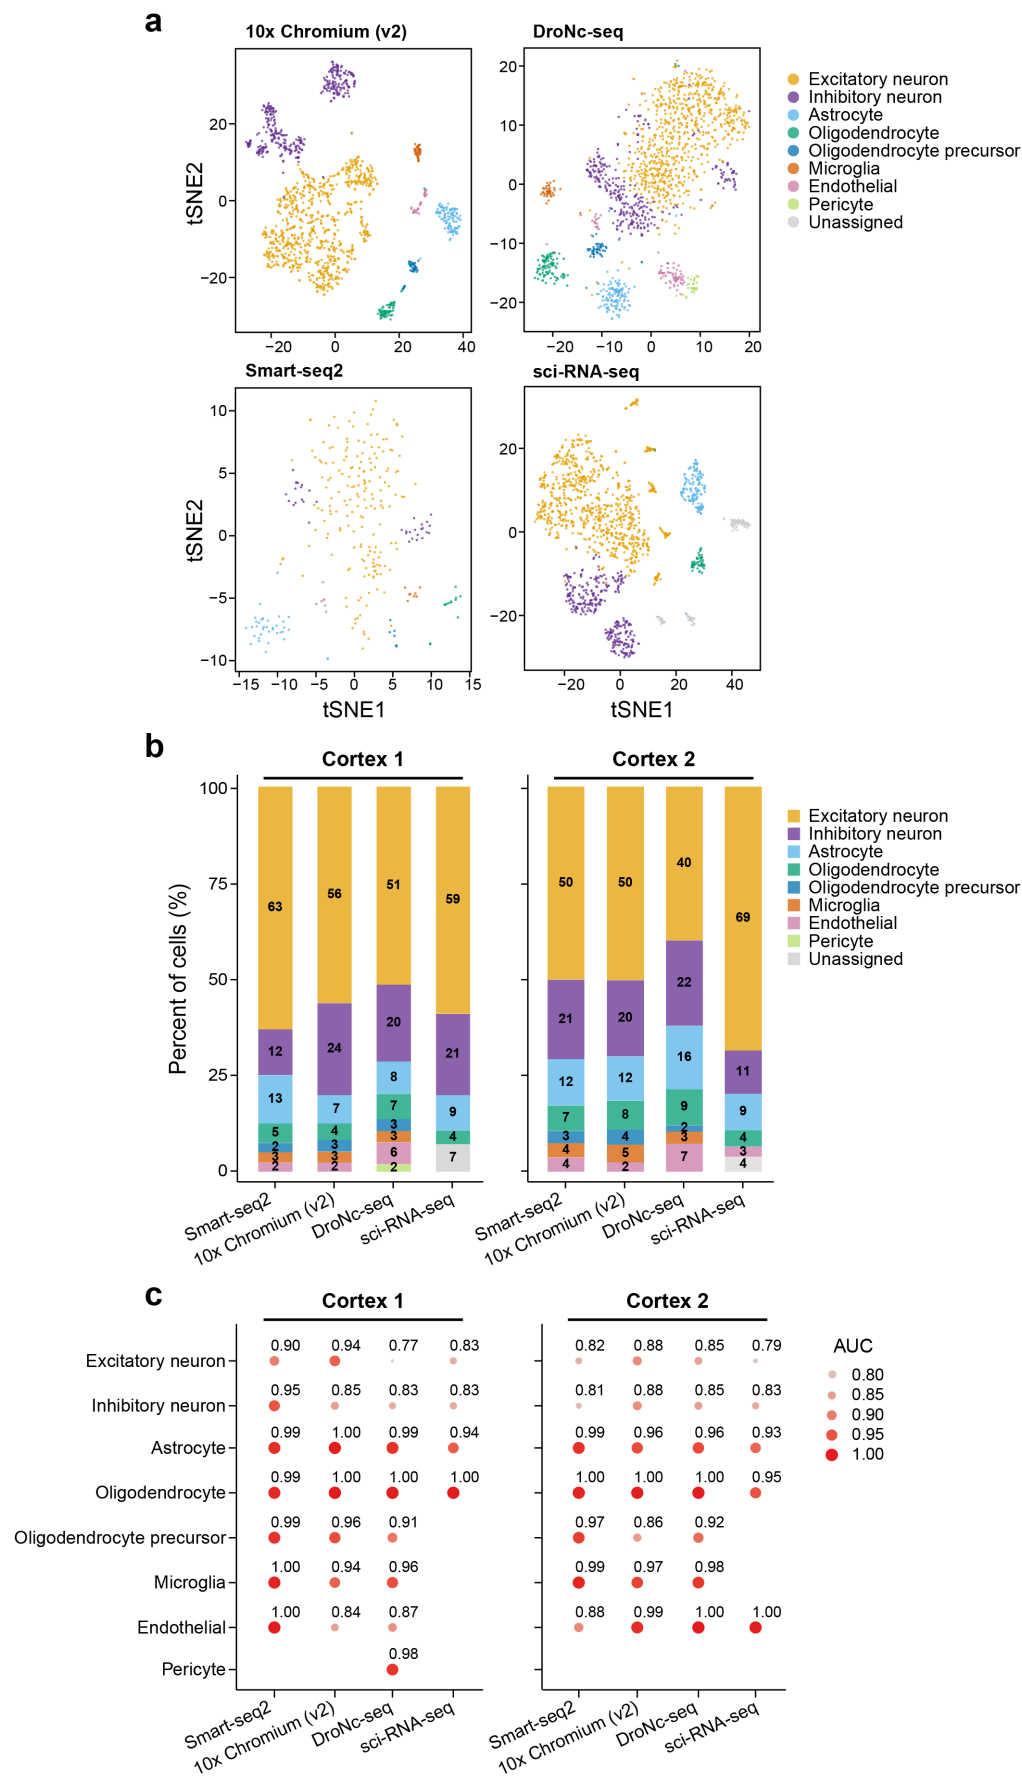 a
10x Chromium (v2)
DroNc-seq
20
0
−20
−20
0
20
40
tSNE2
20
10
0
−10
−20
−20
−10
0
10
20
Excitatory neuron
Inhibitory neuron
Astrocyte
Oligodendrocyte
Oligodendrocyte precursor
Microglia
Endothelial
Pericyte
Unassigned
Smart-seq2
sci-RNA-seq
10
5
0
−5
−10
−15
−10
−5
0
5
10
15
tSNE2
tSNE1
20
0
−20
−20
0
20
40
tSNE1
b
Cortex 1
Cortex 2
Percent of cells (%)
100
75
50
25
0
63
12
13
5
2
3
2
56
24
7
4
3
3
2
51
20
8
7
3
3
6
2
59
21
9
4
7
50
21
12
7
3
4
4
50
20
12
8
4
5
2
40
22
16
9
2
3
7
69
11
9
4
3
4
Smart-seq2
10x Chromium (v2)
DroNc-seq
sci-RNA-seq
Smart-seq2
10x Chromium (v2)
DroNc-seq
sci-RNA-seq
Excitatory neuron
Inhibitory neuron
Astrocyte
Oligodendrocyte
Oligodendrocyte precursor
Microglia
Endothelial
Pericyte
Unassigned
c
Cortex 1
Cortex 2
Excitatory neuron 0.90 0.94 0.77 0.83 0.82 0.88 0.85 0.79
Inhibitory neuron 0.95 0.85 0.83 0.83 0.81 0.88 0.85 0.83
Astrocyte 0.99 1.00 0.99 0.94 0.99 0.96 0.96 0.93
Oligodendrocyte 0.99 1.00 1.00 1.00 1.00 1.00 1.00 0.95
Oligodendrocyte precursor 0.99 0.96 0.91 0.97 0.86 0.92
Microglia 1.00 0.94 0.96 0.99 0.97 0.98
Endothelial 1.00 0.84 0.87 0.88 0.99 1.00 1.00
Pericyte 0.98
Smart-seq2
10x Chromium (v2)
DroNc-seq
sci-RNA-seq
Smart-seq2
10x Chromium (v2)
DroNc-seq
sci-RNA-seq
AUC
0.80
0.85
0.90
0.95
1.00